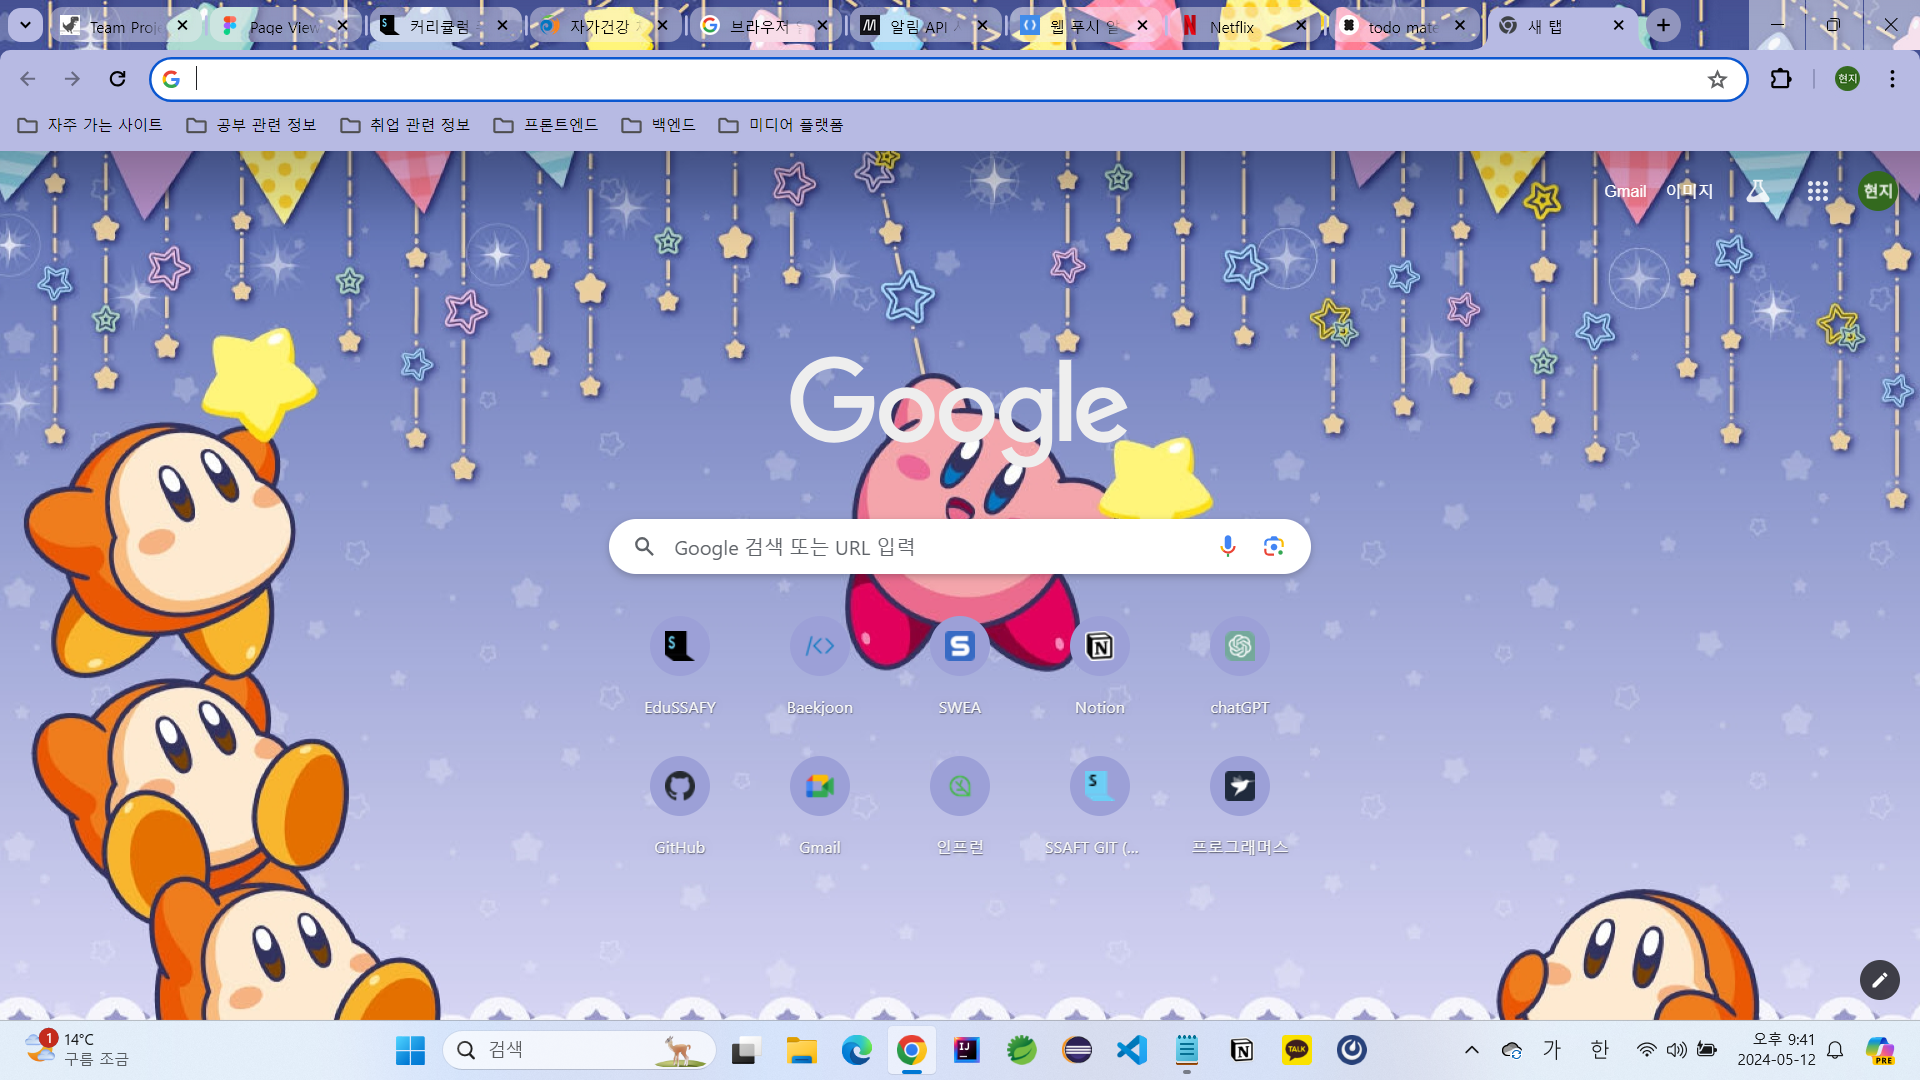 Team Proj
Page View
커리큘럼
자가건강
브라우저
알림 API
웹 푸시 알
Netflix
todo mate
새 탭
현지
자주 가는 사이트
공부 관련 정보
취업 관련 정보
프론트엔드
백엔드
미디어 플랫폼
Gmail
이미지
현지
Google
Google 검색 또는 URL 입력
EduSSAFY
Baekjoon
SWEA
Notion
chatGPT
GitHub
Gmail
인프런
SSAFT GIT (...
프로그래머스
1
14°C
구름 조금
검색
TALK
가
한
오후 9:41
2024-05-12
PRE